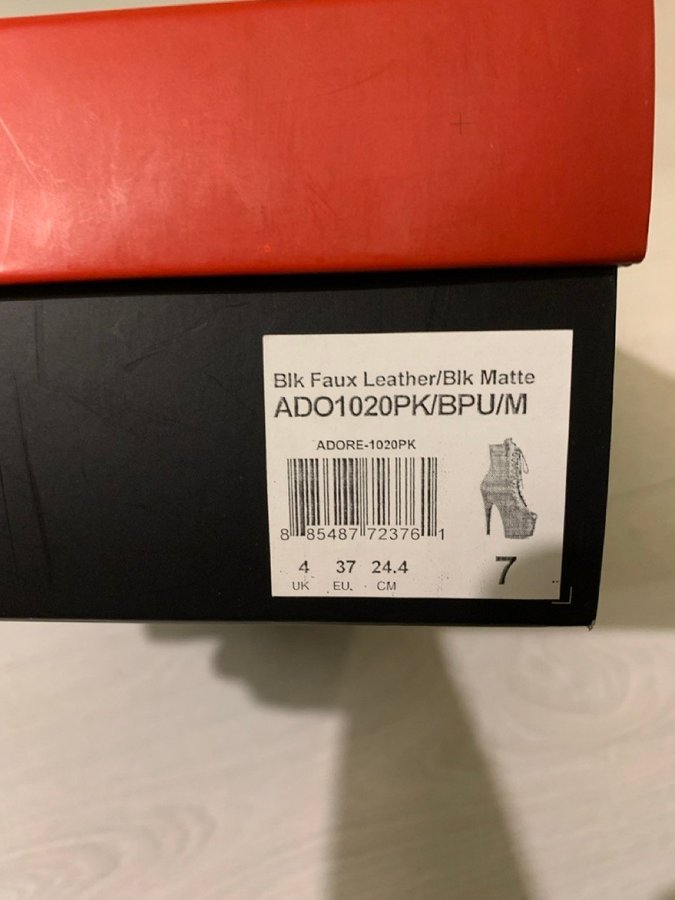 Blk Faux Leather/Blk Matte
ADO1020PK/BPU/M
ADORE-1020PK
8 85487 72376 1
4 37 24.4
UK EU. CM
7